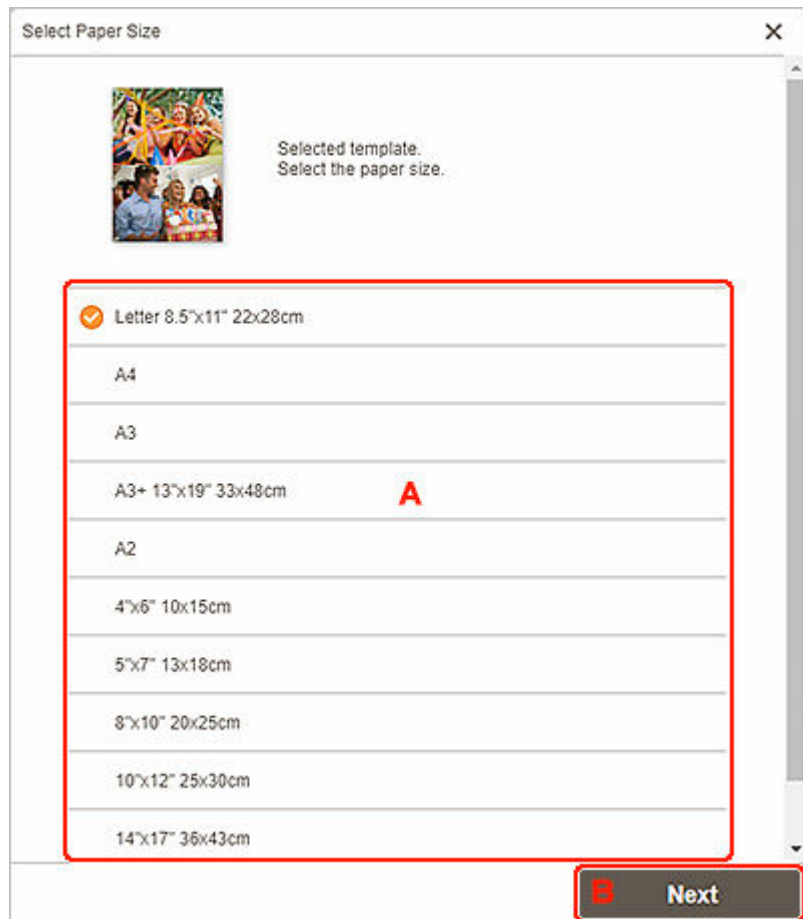 Select Paper Size
Selected template.
Select the paper size.
Letter 8.5"x11" 22x28cm
A4
A3
A3+ 13"x19" 33x48cm
A
A2
4"x6" 10x15cm
5"x7" 13x18cm
8"x10" 20x25cm
10"x12" 25x30cm
14"x17" 36x43cm
B Next